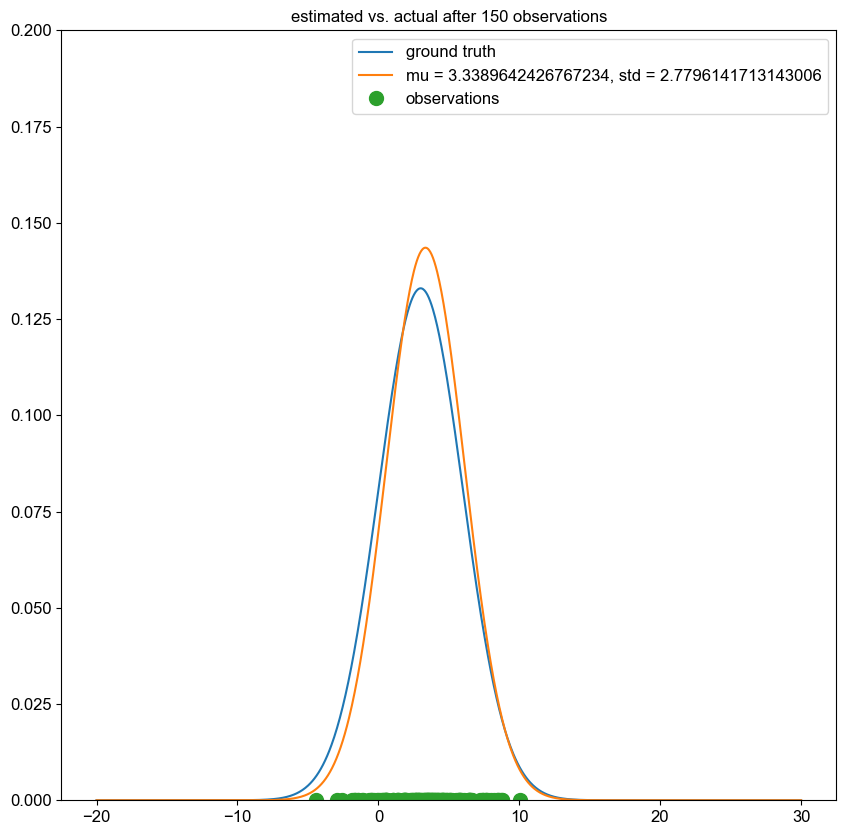 estimated vs. actual after 150 observations
ground truth
mu = 3.3389642426767234, std = 2.7796141713143006
observations
0.200
0.175
0.150
0.125
0.100
0.075
0.050
0.025
0.000
−20 −10 0 10 20 30